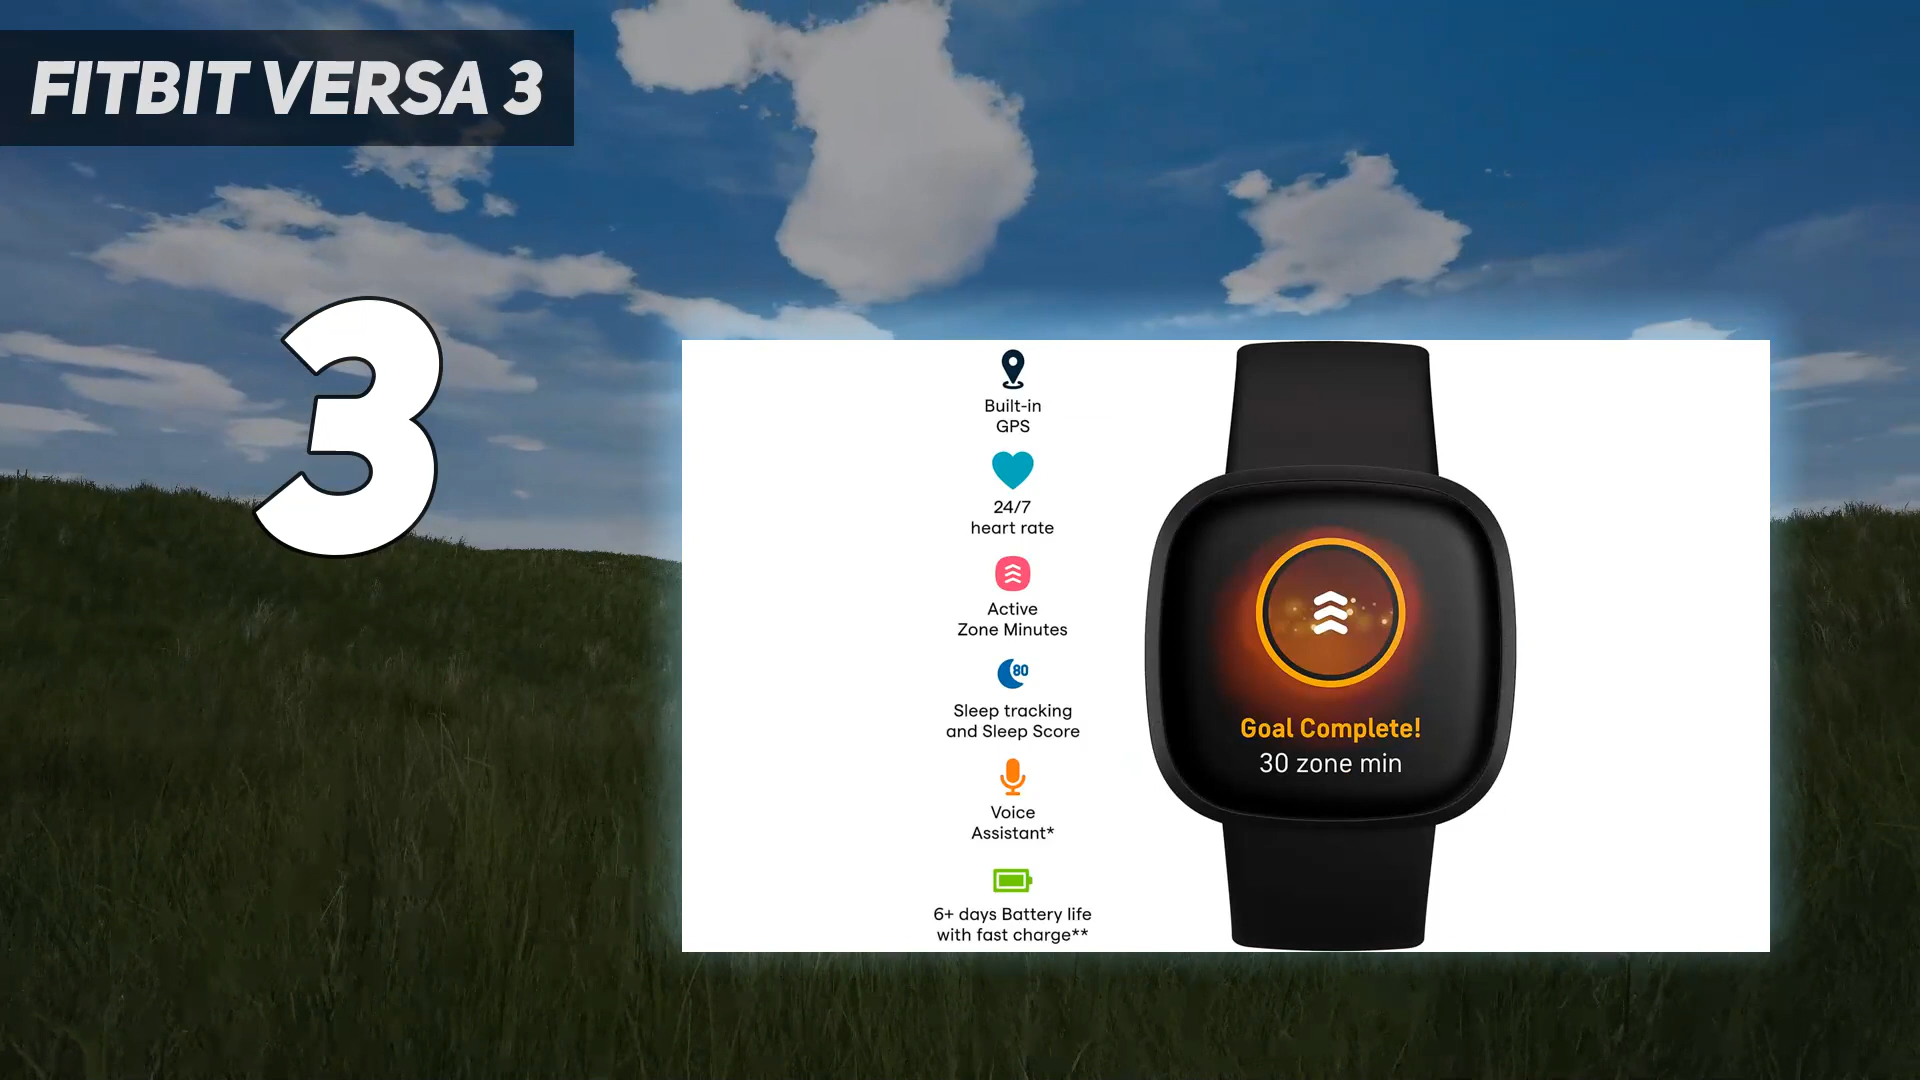 FITBIT VERSA 3
3
Built-in
GPS
24/7
heart rate
Active
Zone Minutes
80
Sleep tracking
and Sleep Score
Voice
Assistant*
6+ days Battery life
with fast charge**
Goal Complete!
30 zone min